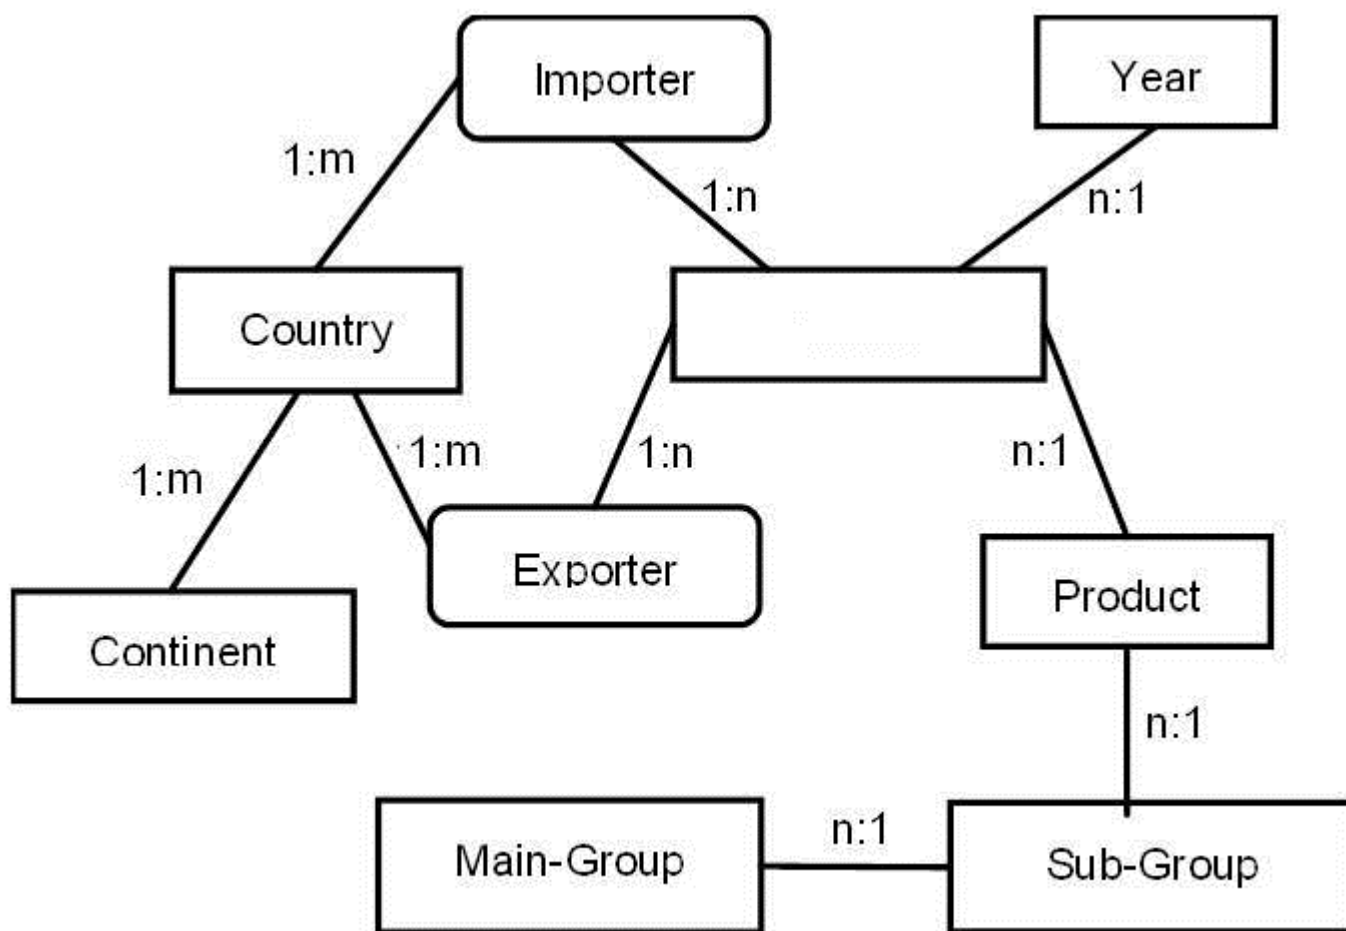 Importer
Year
1:m
1:n
n:1
Country
1:m
1:m
1:n
n:1
Exporter
Product
Continent
n:1
Main-Group
n:1
Sub-Group